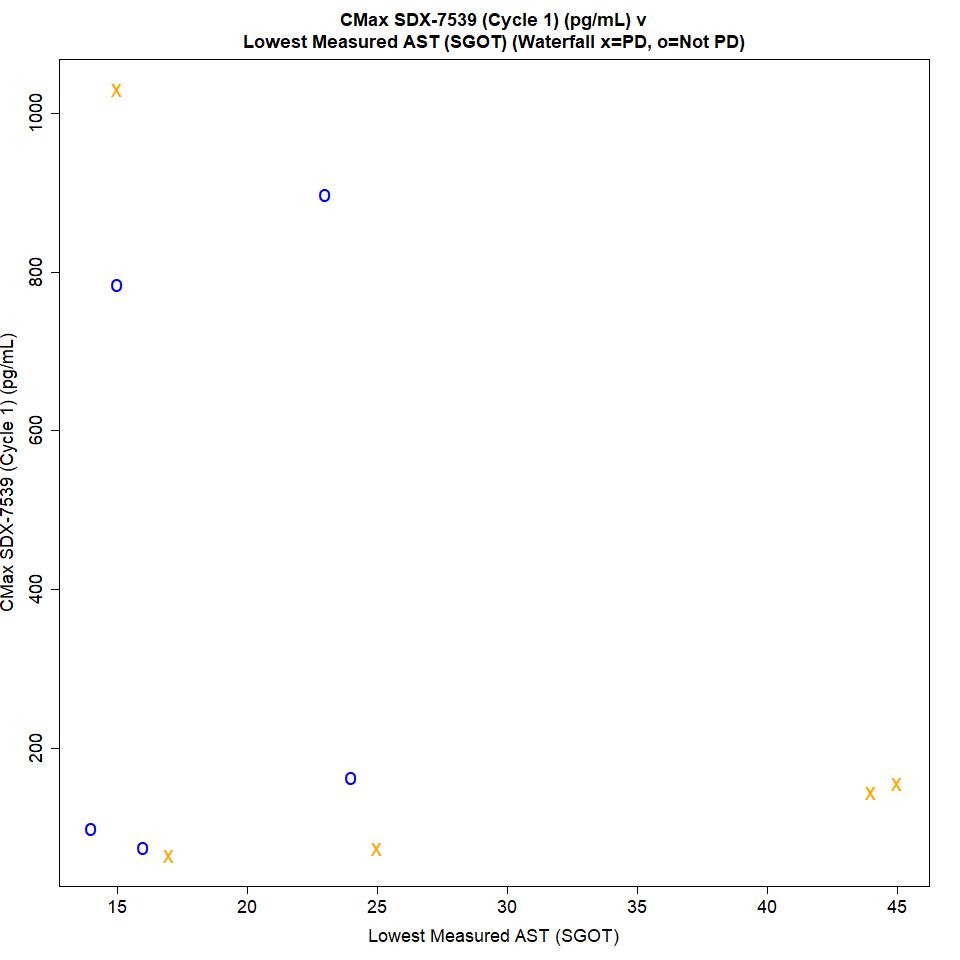 CMax SDX-7539 (Cycle 1) (pg/mL) v
Lowest Measured AST (SGOT) (Waterfall x=PD, o=Not PD)
CMax SDX-7539 (Cycle 1) (pg/mL)
1000
800
600
400
200
X
O
O
O
X
X
O
O
X
X
15
20
25
30
35
40
45
Lowest Measured AST (SGOT)